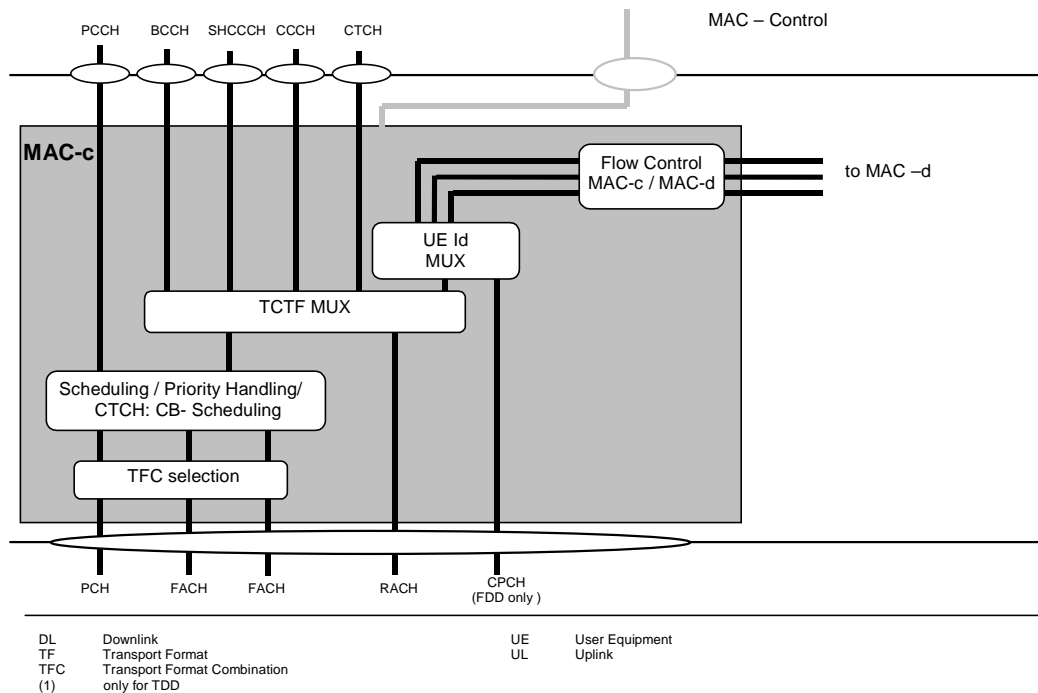 MAC – Control
PCCH BCCH SHCCCH CCCH CTCH
MAC-c
Flow Control
MAC-c / MAC-d
to MAC –d
UE Id
MUX
TCTF MUX
Scheduling / Priority Handling/
CTCH: CB- Scheduling
TFC selection
PCH FACH FACH RACH CPCH
(FDD only )
DL Downlink UE User Equipment
TF Transport Format UL Uplink
TFC Transport Format Combination
(1) only for TDD